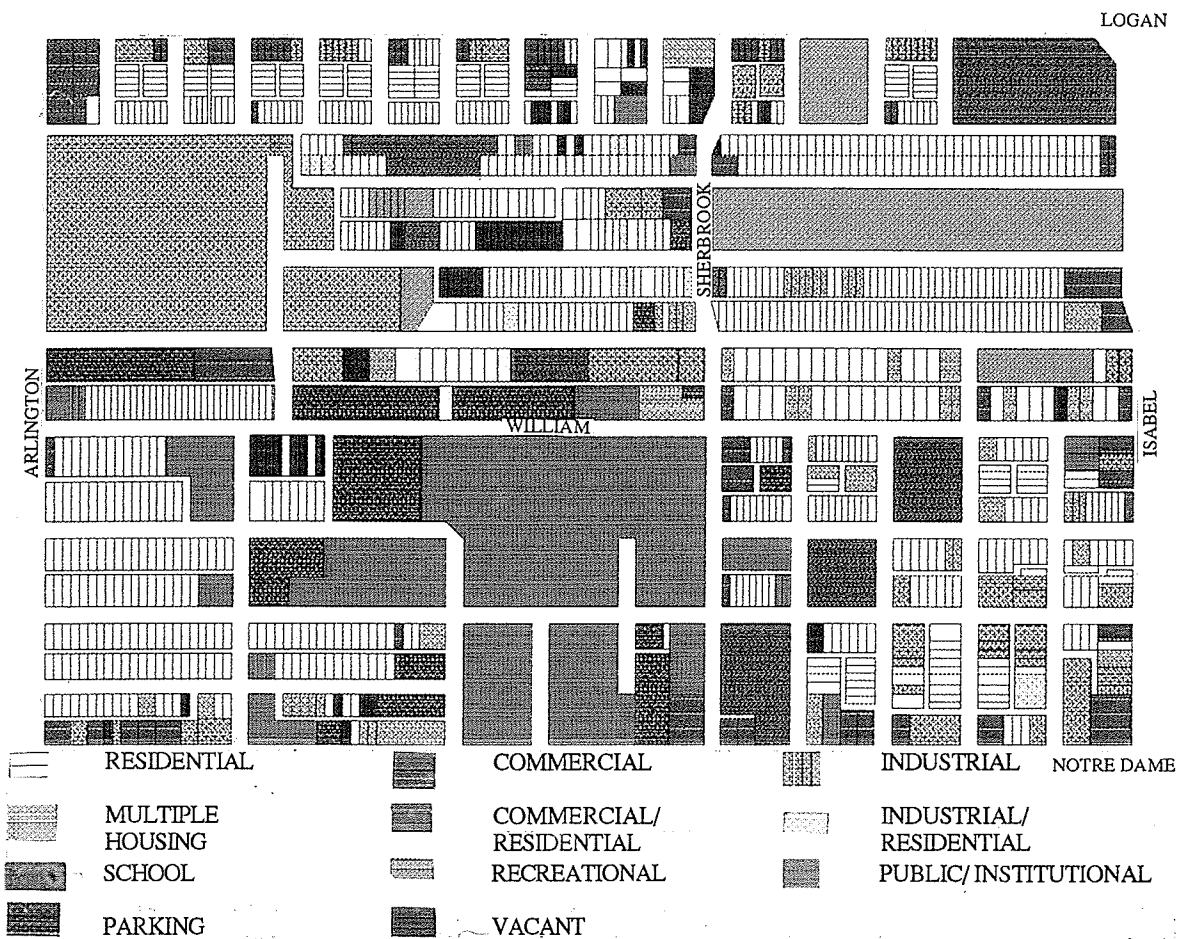 LOGAN
SHERBROOK
ARLINGTON
WILLIAM
ISABEL
RESIDENTIAL
COMMERCIAL
INDUSTRIAL
NOTRE DAME
MULTIPLE
HOUSING
COMMERCIAL/
RESIDENTIAL
INDUSTRIAL/
RESIDENTIAL
SCHOOL
RECREATIONAL
PUBLIC/ INSTITUTIONAL
PARKING
VACANT